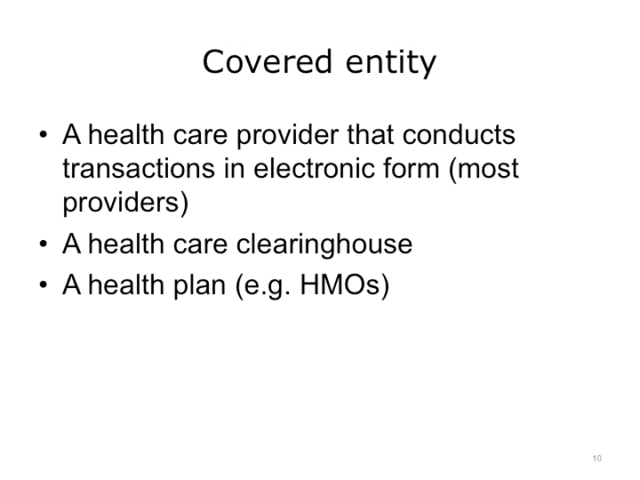 Covered entity
• A health care provider that conducts
transactions in electronic form (most
providers)
• A health care clearinghouse
• A health plan (e.g. HMOs)
10